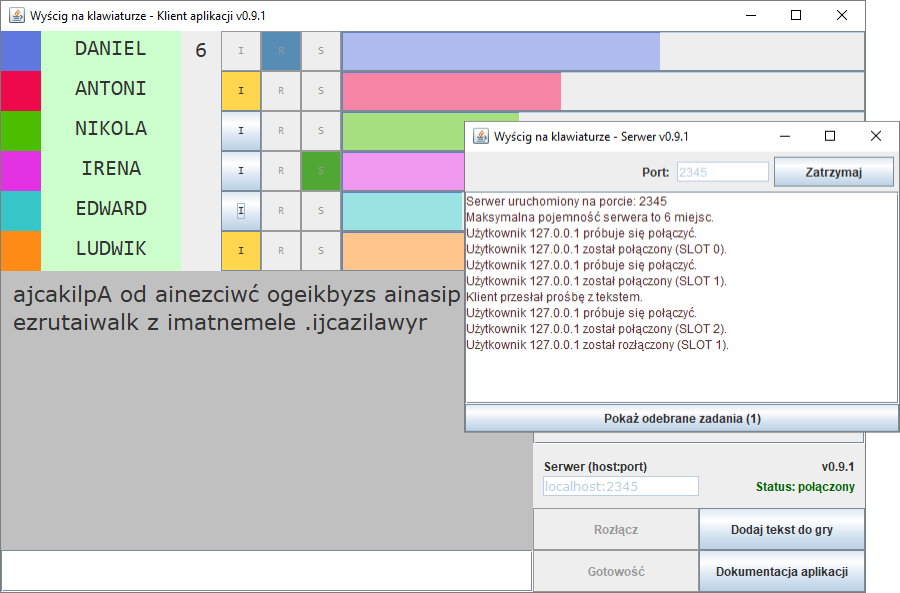 Wyścig na klawiaturze - Klient aplikacji v0.9.1
DANIEL 6 I R S
ANTONI I R S
NIKOLA I R S
IRENA I R S
EDWARD I R S
LUDWIK I R S
ajcakilpA od ainezciwć ogeikbyzs ainasip
ezrutaiwalk z imatnemele .ijcazilawyr
Wyścig na klawiaturze - Serwer v0.9.1
Port: 2345 Zatrzymaj
Serwer uruchomiony na porcie: 2345
Maksymalna pojemność serwera to 6 miejsc.
Użytkownik 127.0.0.1 próbuje się połączyć.
Użytkownik 127.0.0.1 został połączony (SLOT 0).
Użytkownik 127.0.0.1 próbuje się połączyć.
Użytkownik 127.0.0.1 został połączony (SLOT 1).
Klient przesłał prośbę z tekstem.
Użytkownik 127.0.0.1 próbuje się połączyć.
Użytkownik 127.0.0.1 został połączony (SLOT 2).
Użytkownik 127.0.0.1 został rozłączony (SLOT 1).
Pokaż odebrane zadania (1)
Serwer (host:port) v0.9.1
localhost:2345 Status: połączony
Rozłącz Dodaj tekst do gry
Gotowość Dokumentacja aplikacji